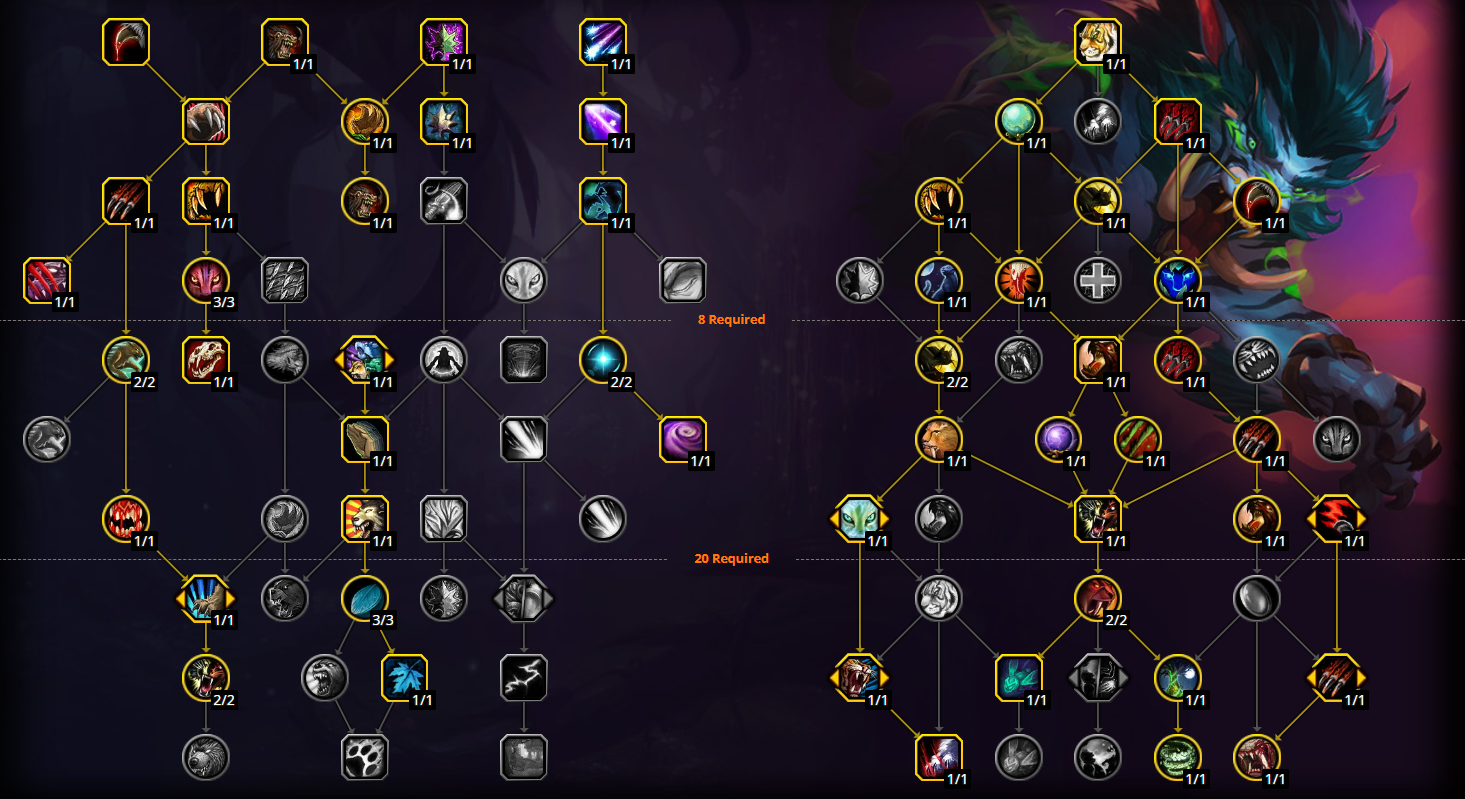 1/1 1/1 1/1 1/1
1/1 1/1 1/1 1/1 1/1
1/1 1/1 1/1 1/1 1/1 1/1 1/1
1/1 3/3 1/1 1/1 1/1
8 Required
2/2 1/1 1/1 2/2 2/2 1/1 1/1
1/1 1/1 1/1 1/1 1/1 1/1
1/1 1/1 1/1 1/1 1/1 1/1
20 Required
1/1 3/3 2/2
2/2 1/1 1/1 1/1 1/1 1/1
1/1 1/1 1/1